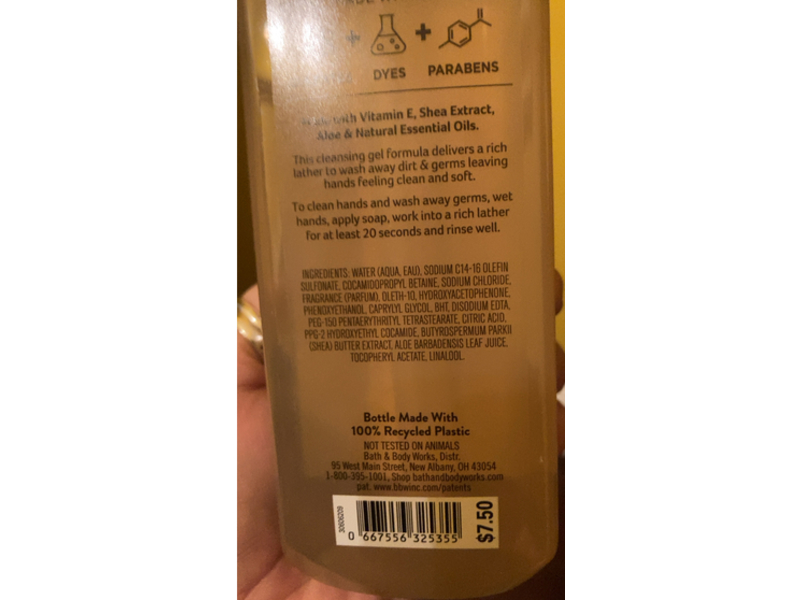 + +
DYES PARABENS
with Vitamin E, Shea Extract,
Aloe & Natural Essential Oils.
This cleansing gel formula delivers a rich
lather to wash away dirt & germs leaving
hands feeling clean and soft.
To clean hands and wash away germs, wet
hands, apply soap, work into a rich lather
for at least 20 seconds and rinse well.
INGREDIENTS: WATER (AQUA, EAU), SODIUM C14-16 OLEFIN
SULFONATE, COCAMIDOPROPYL BETAINE, SODIUM CHLORIDE,
FRAGRANCE (PARFUM), OLETH-10, HYDROXYACETOPHENONE,
PHENOXYETHANOL, CAPRYLYL GLYCOL, BHT, DISODIUM EDTA,
PEG-150 PENTAERYTHRITYL TETRASTEARATE, CITRIC ACID,
PPG-2 HYDROXYETHYL COCAMIDE, BUTYROSPERMUM PARKII
(SHEA) BUTTER EXTRACT, ALOE BARBADENSIS LEAF JUICE,
TOCOPHERYL ACETATE, LINALOOL.
Bottle Made With
100% Recycled Plastic
NOT TESTED ON ANIMALS
Bath & Body Works, Distr.
95 West Main Street, New Albany, OH 43054
1-800-395-1001, Shop bathandbodyworks.com
pat. www.bbwinc.com/patents
30606209
0 667556 325355
$7.50